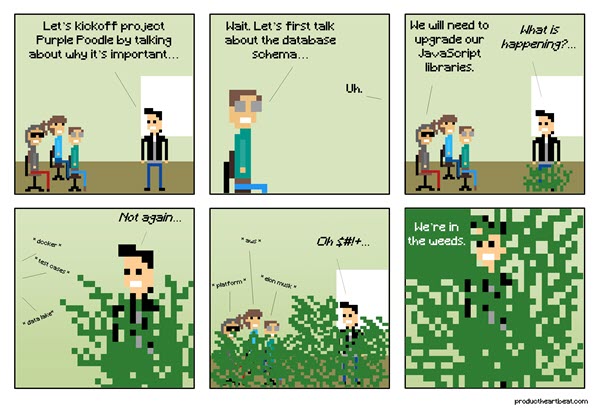 Let's kickoff project
Purple Poodle by talking
about why it's important...
Wait. Let's first talk
about the database
schema...
Uh.
We will need to
upgrade our
JavaScript
libraries.
What is
happening?...
Not again...
*docker*
*test cases*
*data lake*
*aws*
*platform*
*elon musk*
Oh $#!+...
We're in
the weeds.
productheartbeat.com